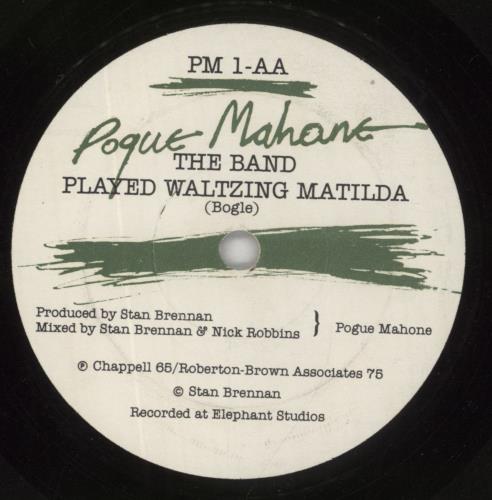 PM 1-AA
Pogue Mahone
THE BAND
PLAYED WALTZING MATILDA
(Bogle)
Produced by Stan Brennan
Mixed by Stan Brennan & Nick Robbins } Pogue Mahone
℗ Chappell 65/Roberton-Brown Associates 75
© Stan Brennan
Recorded at Elephant Studios